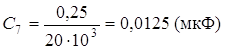 C₇ = 0,25 / 20·10³ = 0,0125 (мкФ)